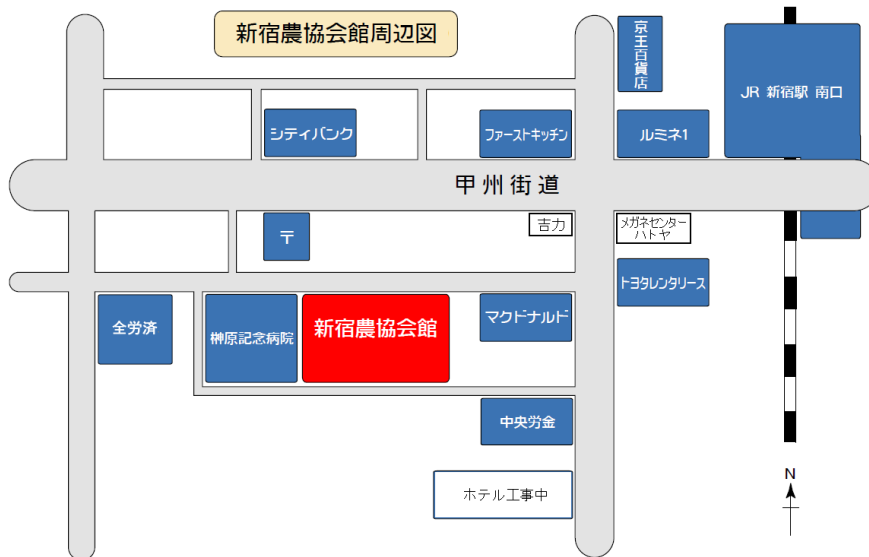 新宿農協会館周辺図
京王百貨店
JR 新宿駅 南口
シティバンク
ファーストキッチン
ルミネ1
甲州街道
〒
吉力
メガネセンター
ハトヤ
トヨタレンタリース
全労済
榊原記念病院
新宿農協会館
マクドナルド
中央労金
ホテル工事中
N